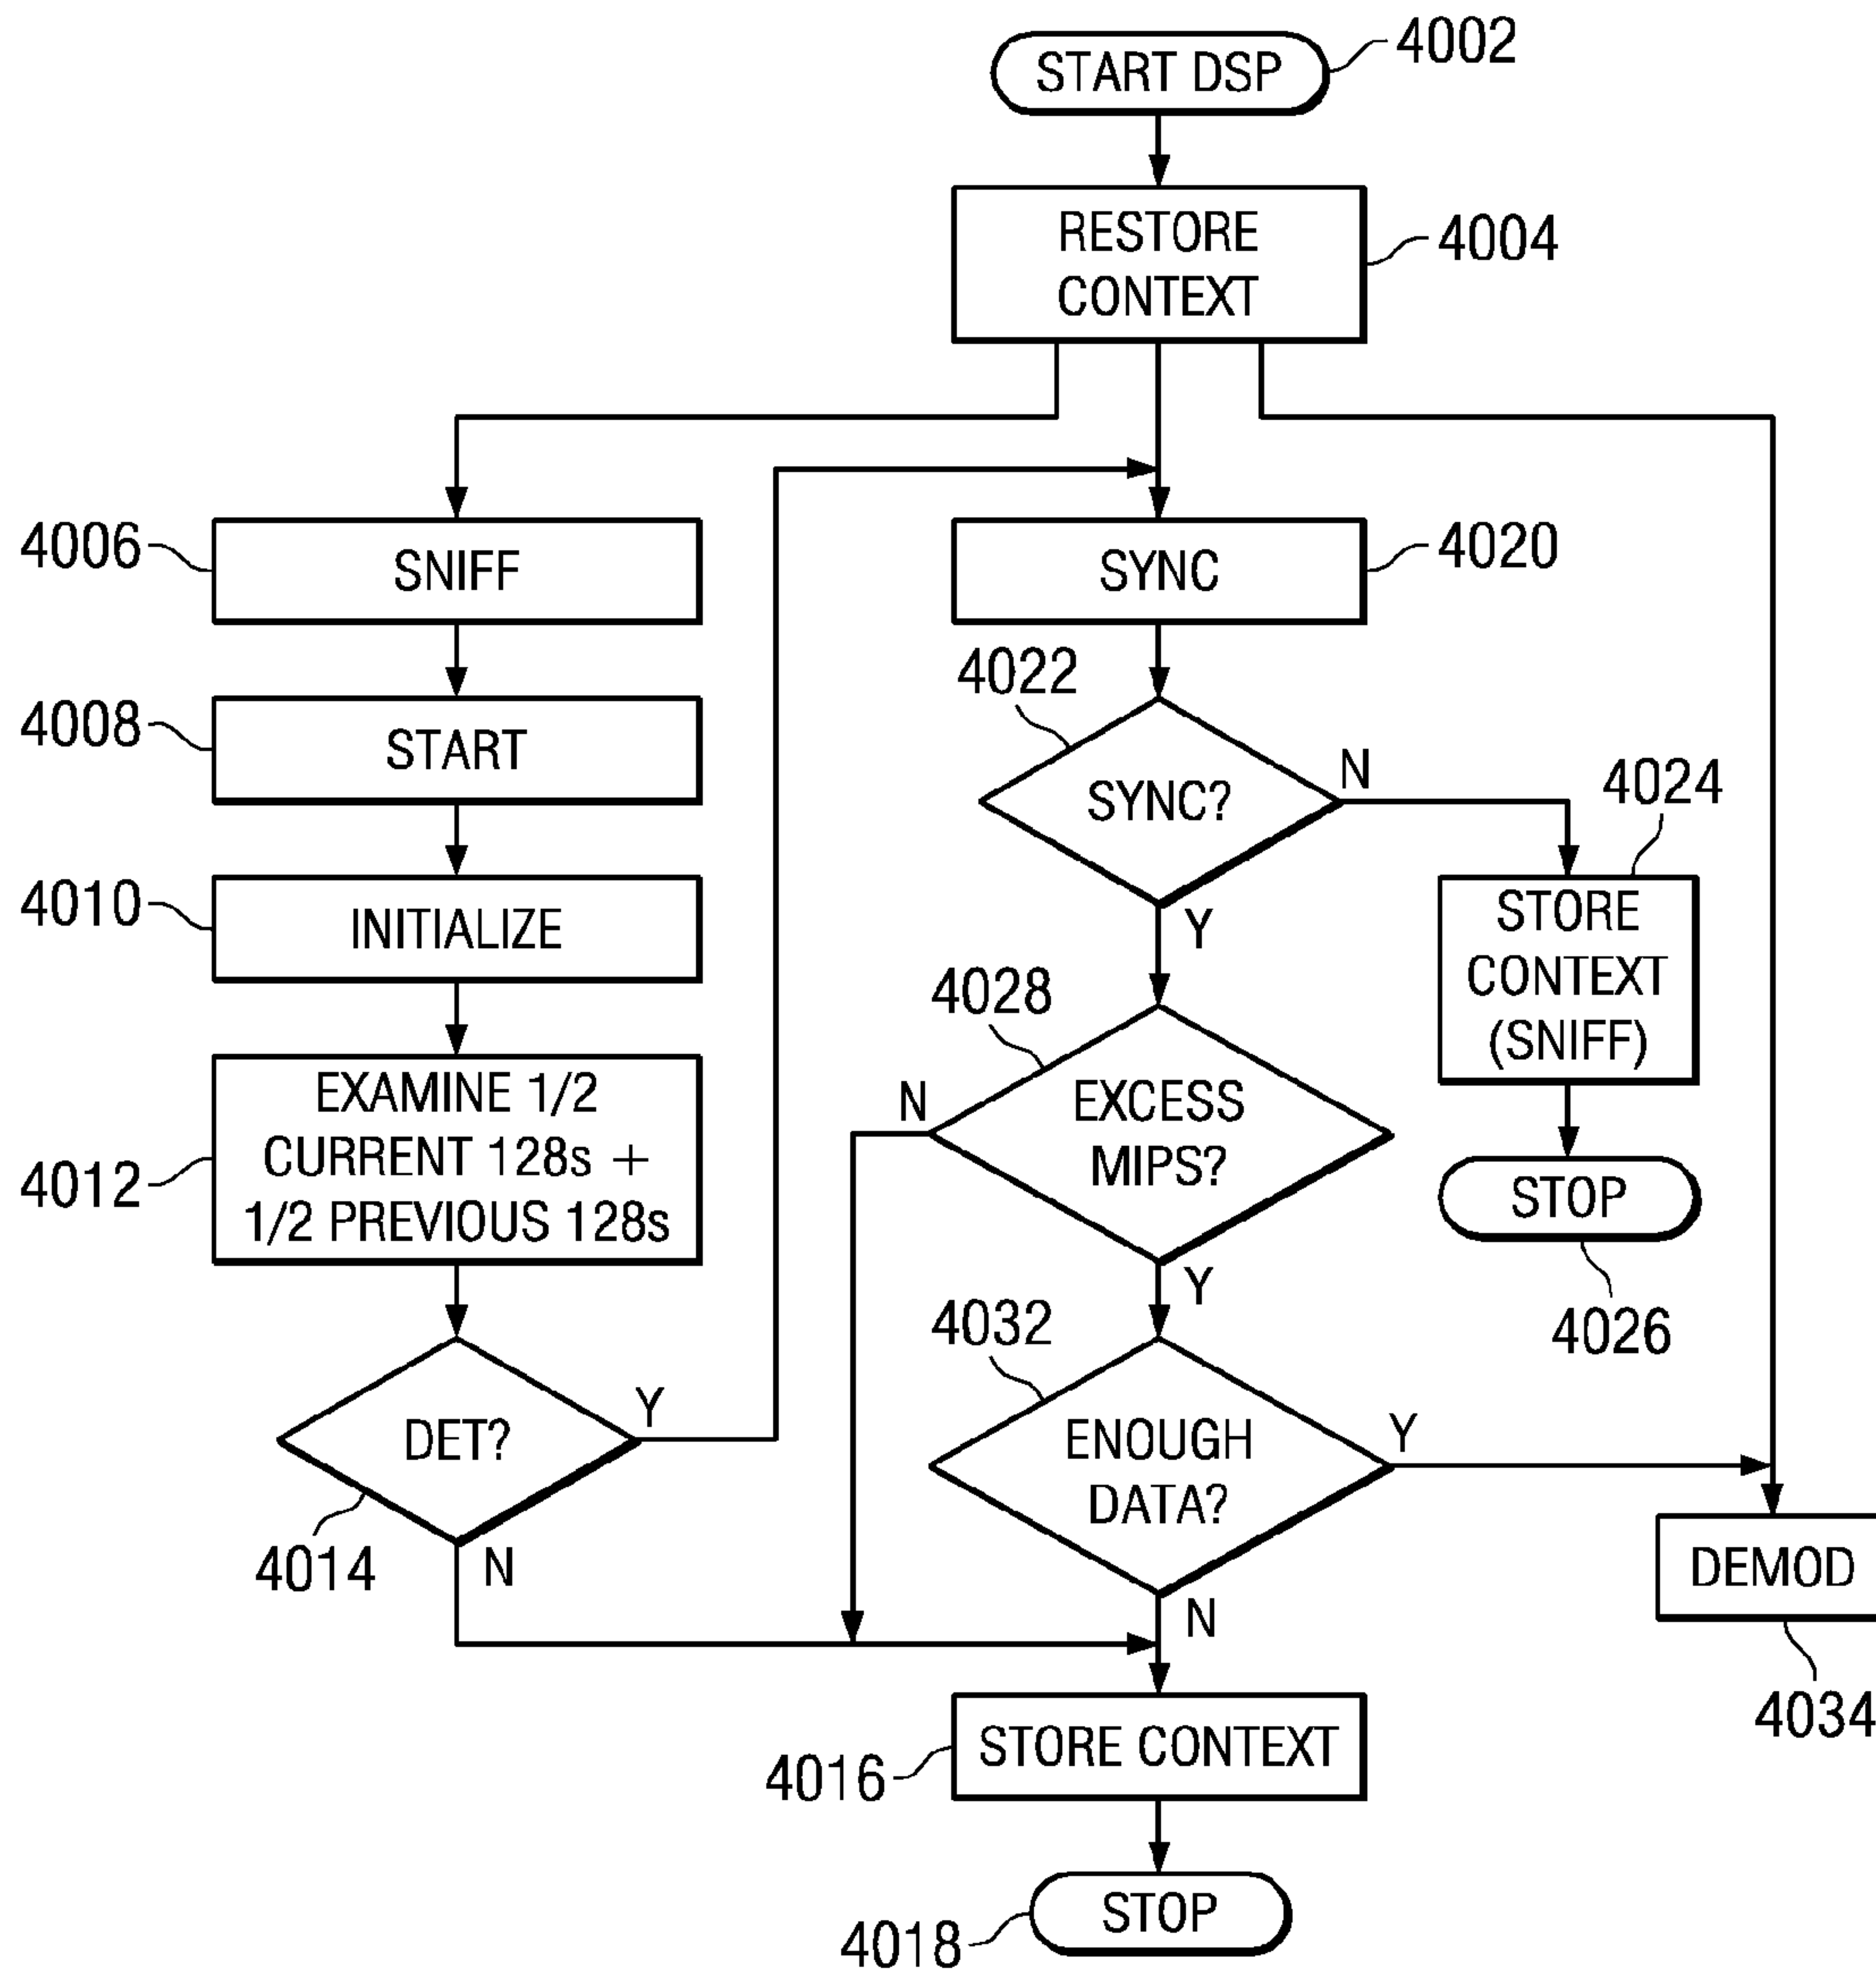 START DSP
4002
RESTORE
CONTEXT
4004
4006
SNIFF
SYNC
4020
4008
START
4022
SYNC?
N
Y
4024
STORE
CONTEXT
(SNIFF)
4010
INITIALIZE
4028
EXCESS
MIPS?
N
Y
STOP
4026
4012
EXAMINE 1/2
CURRENT 128s +
1/2 PREVIOUS 128s
4032
ENOUGH
DATA?
Y
N
DET?
Y
N
4014
DEMOD
4034
STORE CONTEXT
4016
STOP
4018